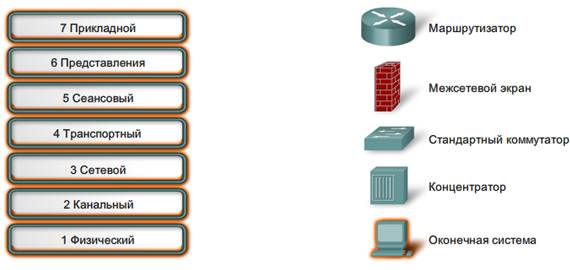 7 Прикладной
6 Представления
5 Сеансовый
4 Транспортный
3 Сетевой
2 Канальный
1 Физический
Маршрутизатор
Межсетевой экран
Стандартный коммутатор
Концентратор
Оконечная система